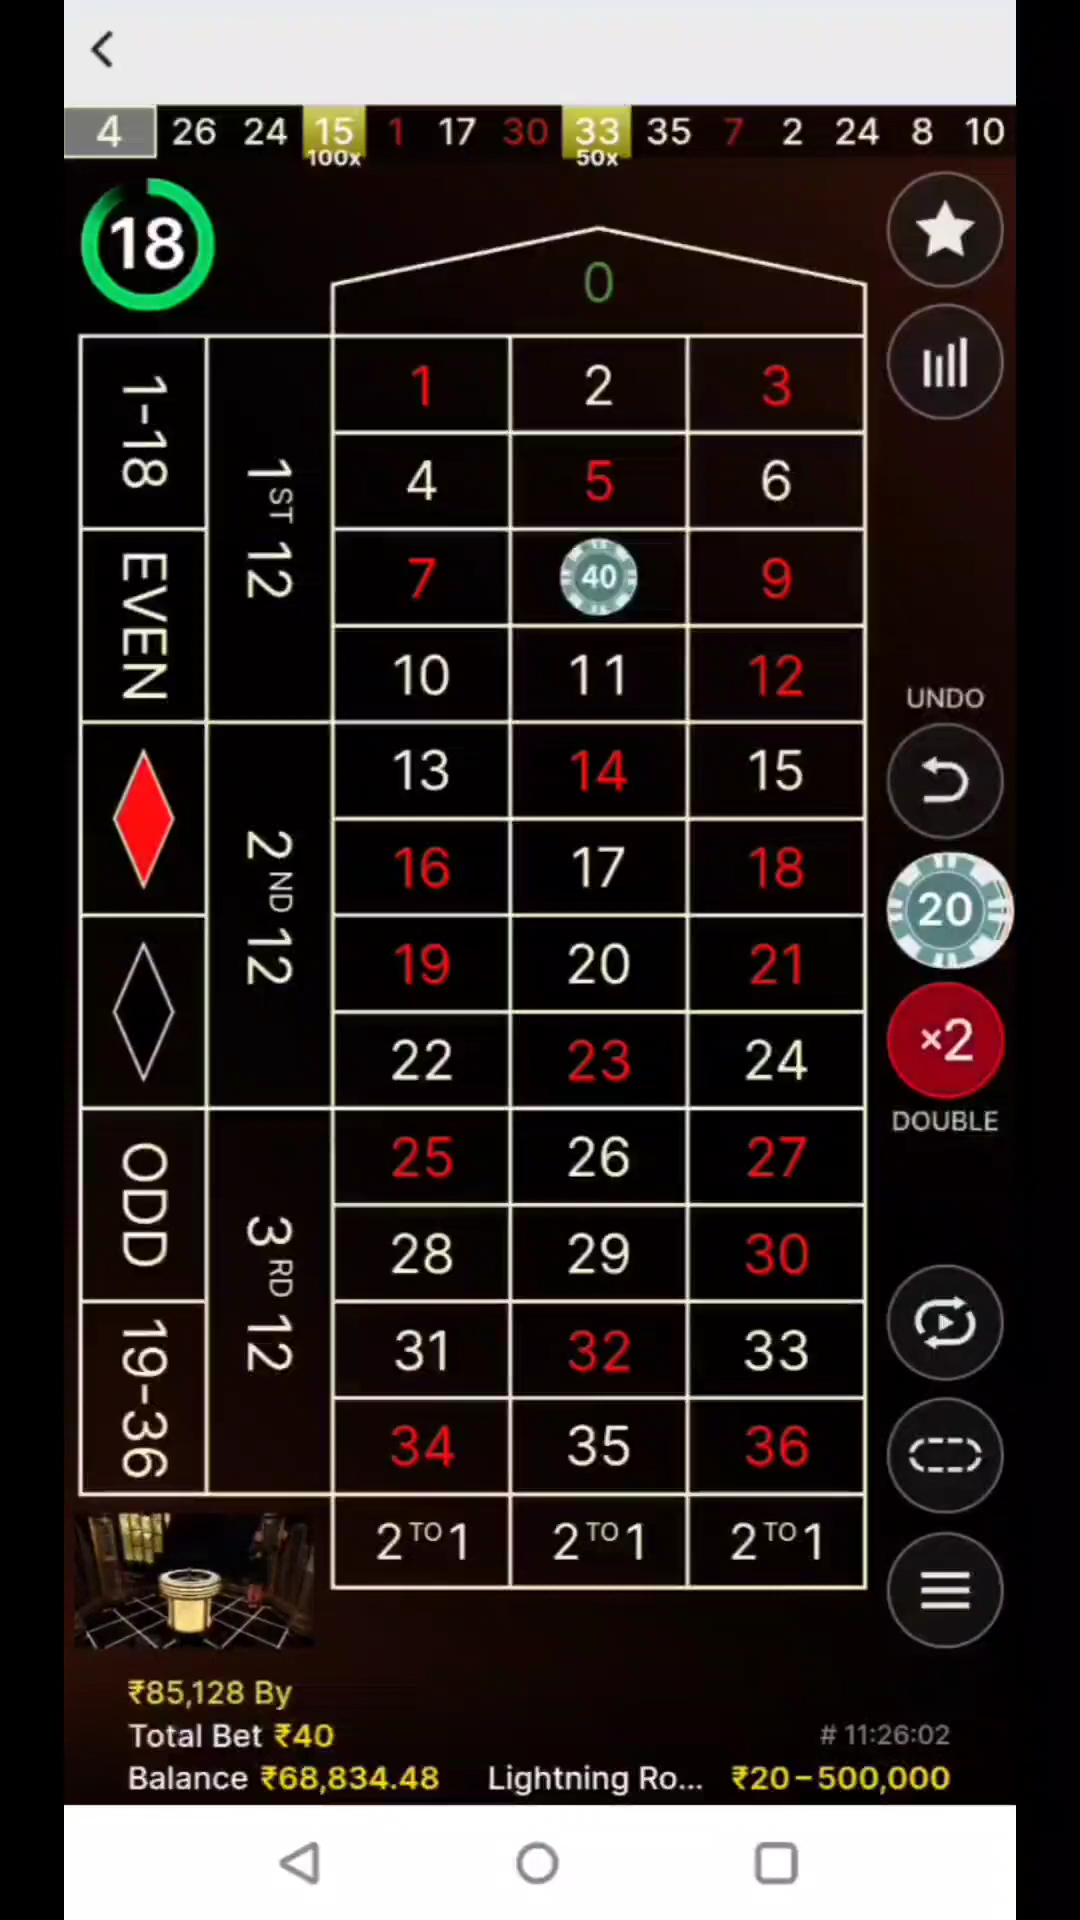 4 26 24 15 1 17 30 33 35 7 2 24 8 10
100x 50x
18
0
1-18
EVEN
ODD
19-36
1ST 12
2ND 12
3RD 12
1 2 3
4 5 6
7 40 9
10 11 12
13 14 15
16 17 18
19 20 21
22 23 24
25 26 27
28 29 30
31 32 33
34 35 36
2 TO 1 2 TO 1 2 TO 1
UNDO
20
×2
DOUBLE
₹85,128 By
Total Bet ₹40 # 11:26:02
Balance ₹68,834.48 Lightning Ro... ₹20–500,000